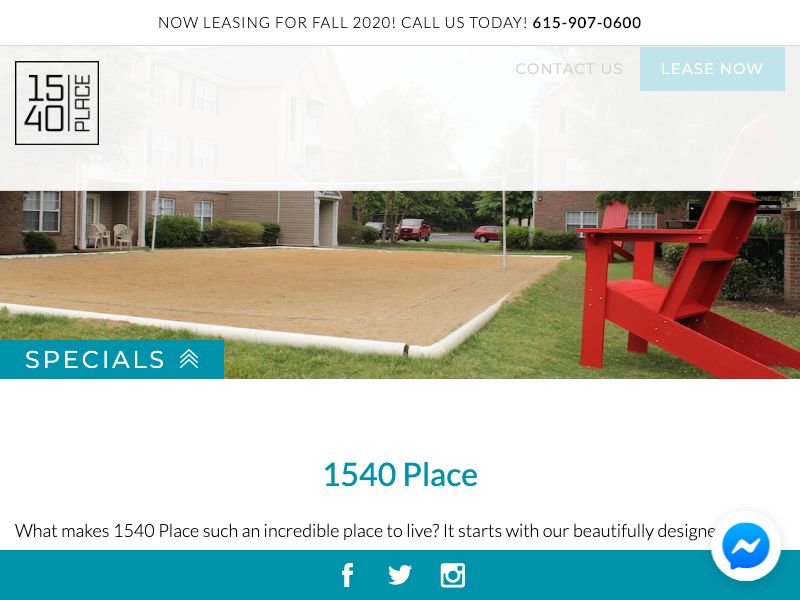 NOW LEASING FOR FALL 2020! CALL US TODAY! 615-907-0600
CONTACT US
LEASE NOW
15
40
PLACE
SPECIALS
1540 Place
What makes 1540 Place such an incredible place to live? It starts with our beautifully designe